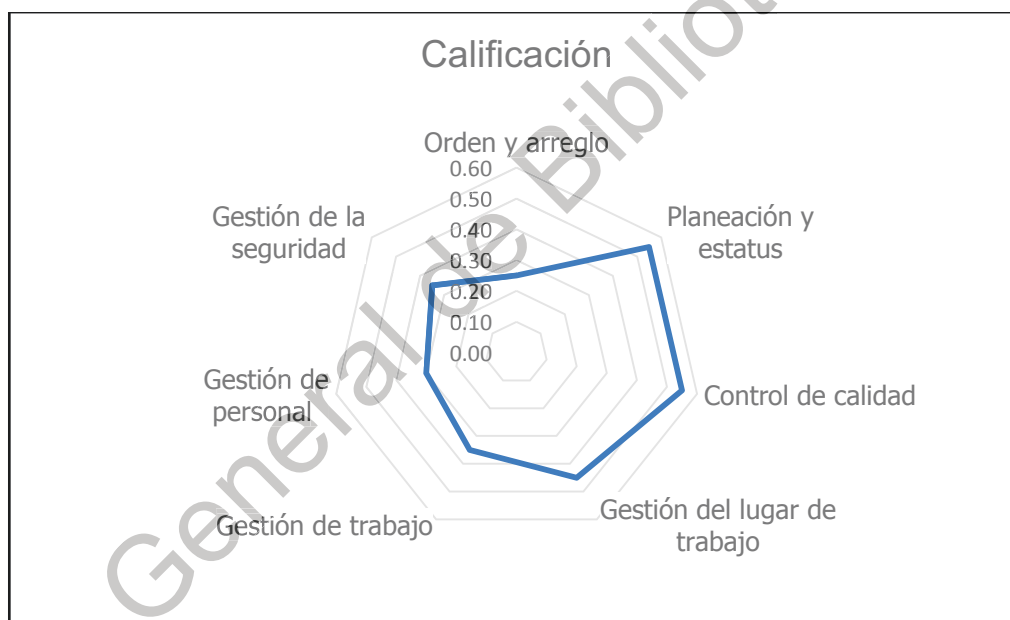 Calificación
Orden y arreglo
0.60
0.50
0.40
0.30
0.20
0.10
0.00
Planeación y
estatus
Control de calidad
Gestión del lugar de
trabajo
Gestión de trabajo
Gestión de
personal
Gestión de la
seguridad
General de